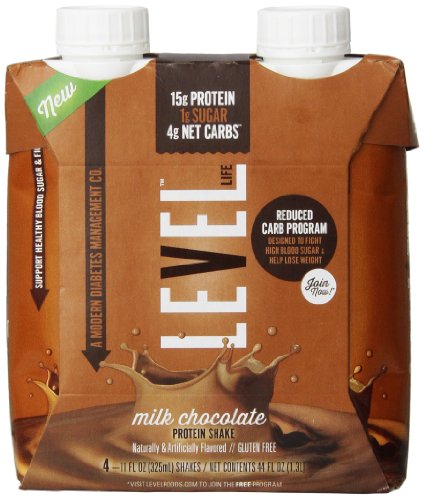 New
15g PROTEIN
1g SUGAR
4g NET CARBS™
SUPPORT HEALTHY BLOOD SUGAR &
A MODERN DIABETES MANAGEMENT CO.
LEVEL™
LIFE
REDUCED
CARB PROGRAM
DESIGNED TO FIGHT
HIGH BLOOD SUGAR &
HELP LOSE WEIGHT
Join
Now!*
milk chocolate
PROTEIN SHAKE
Naturally & Artificially Flavored // GLUTEN FREE
4 – 11 FL OZ (325mL) SHAKES / NET CONTENTS 44 FL OZ (1.3L)
*VISIT LEVELFOODS.COM TO JOIN THE FREE PROGRAM